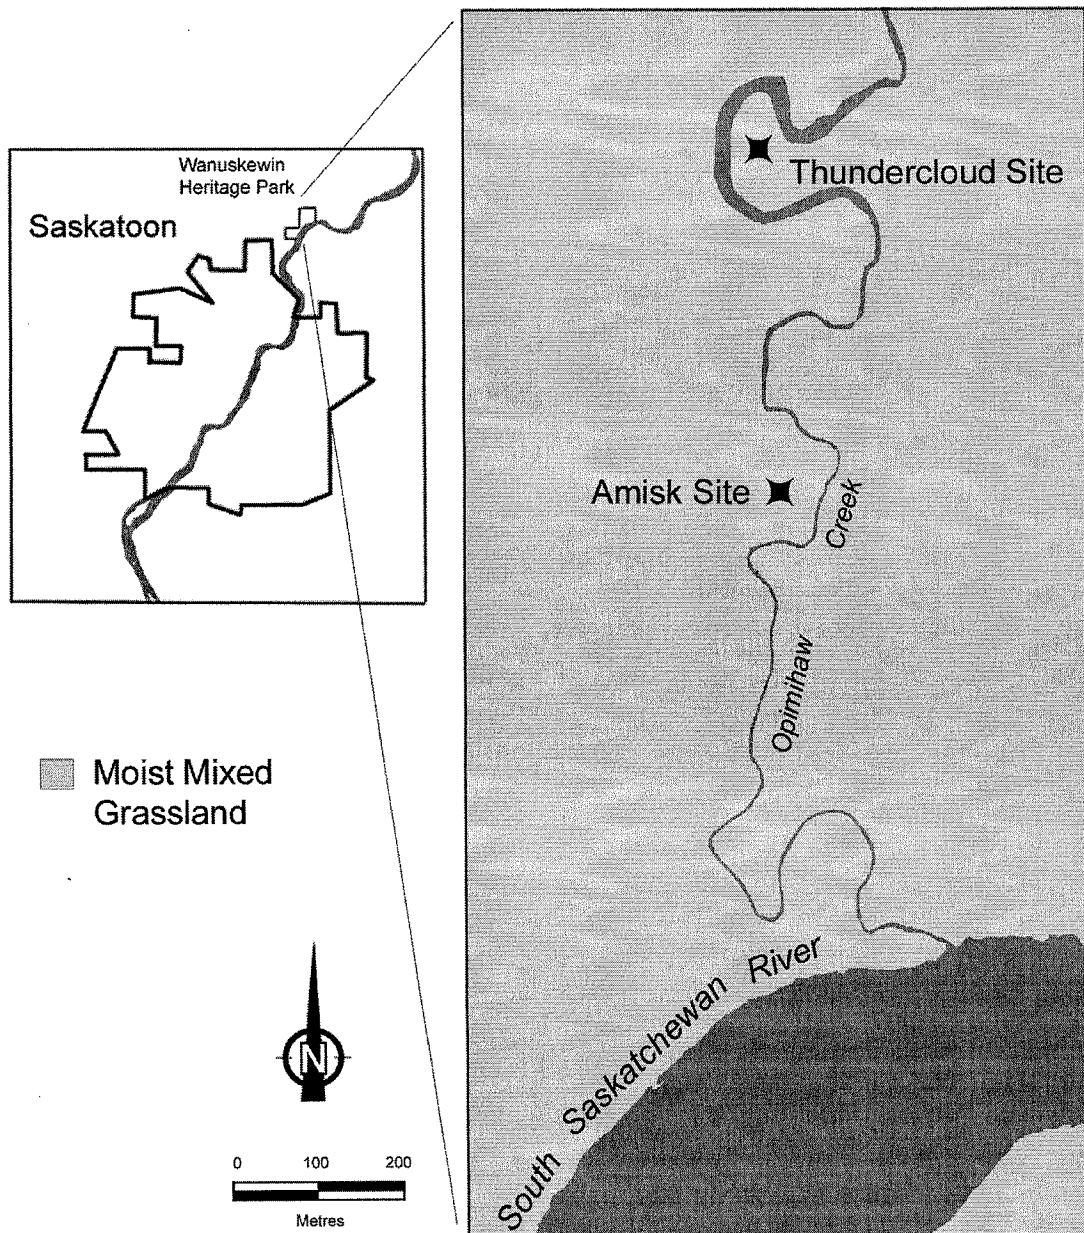 Wanuskewin
Heritage Park
Saskatoon
Thundercloud Site
Amisk Site
Opimihaw Creek
Moist Mixed
Grassland
South Saskatchewan River
N
0 100 200
Metres